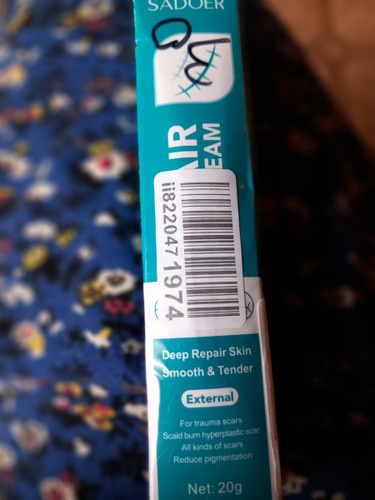 SADOER
AIR
EAM
ii8220471974
Deep Repair Skin
Smooth & Tender
External
For trauma scars
Scald burn hyperplastic scar
All kinds of scars
Reduce pigmentation
Net: 20g